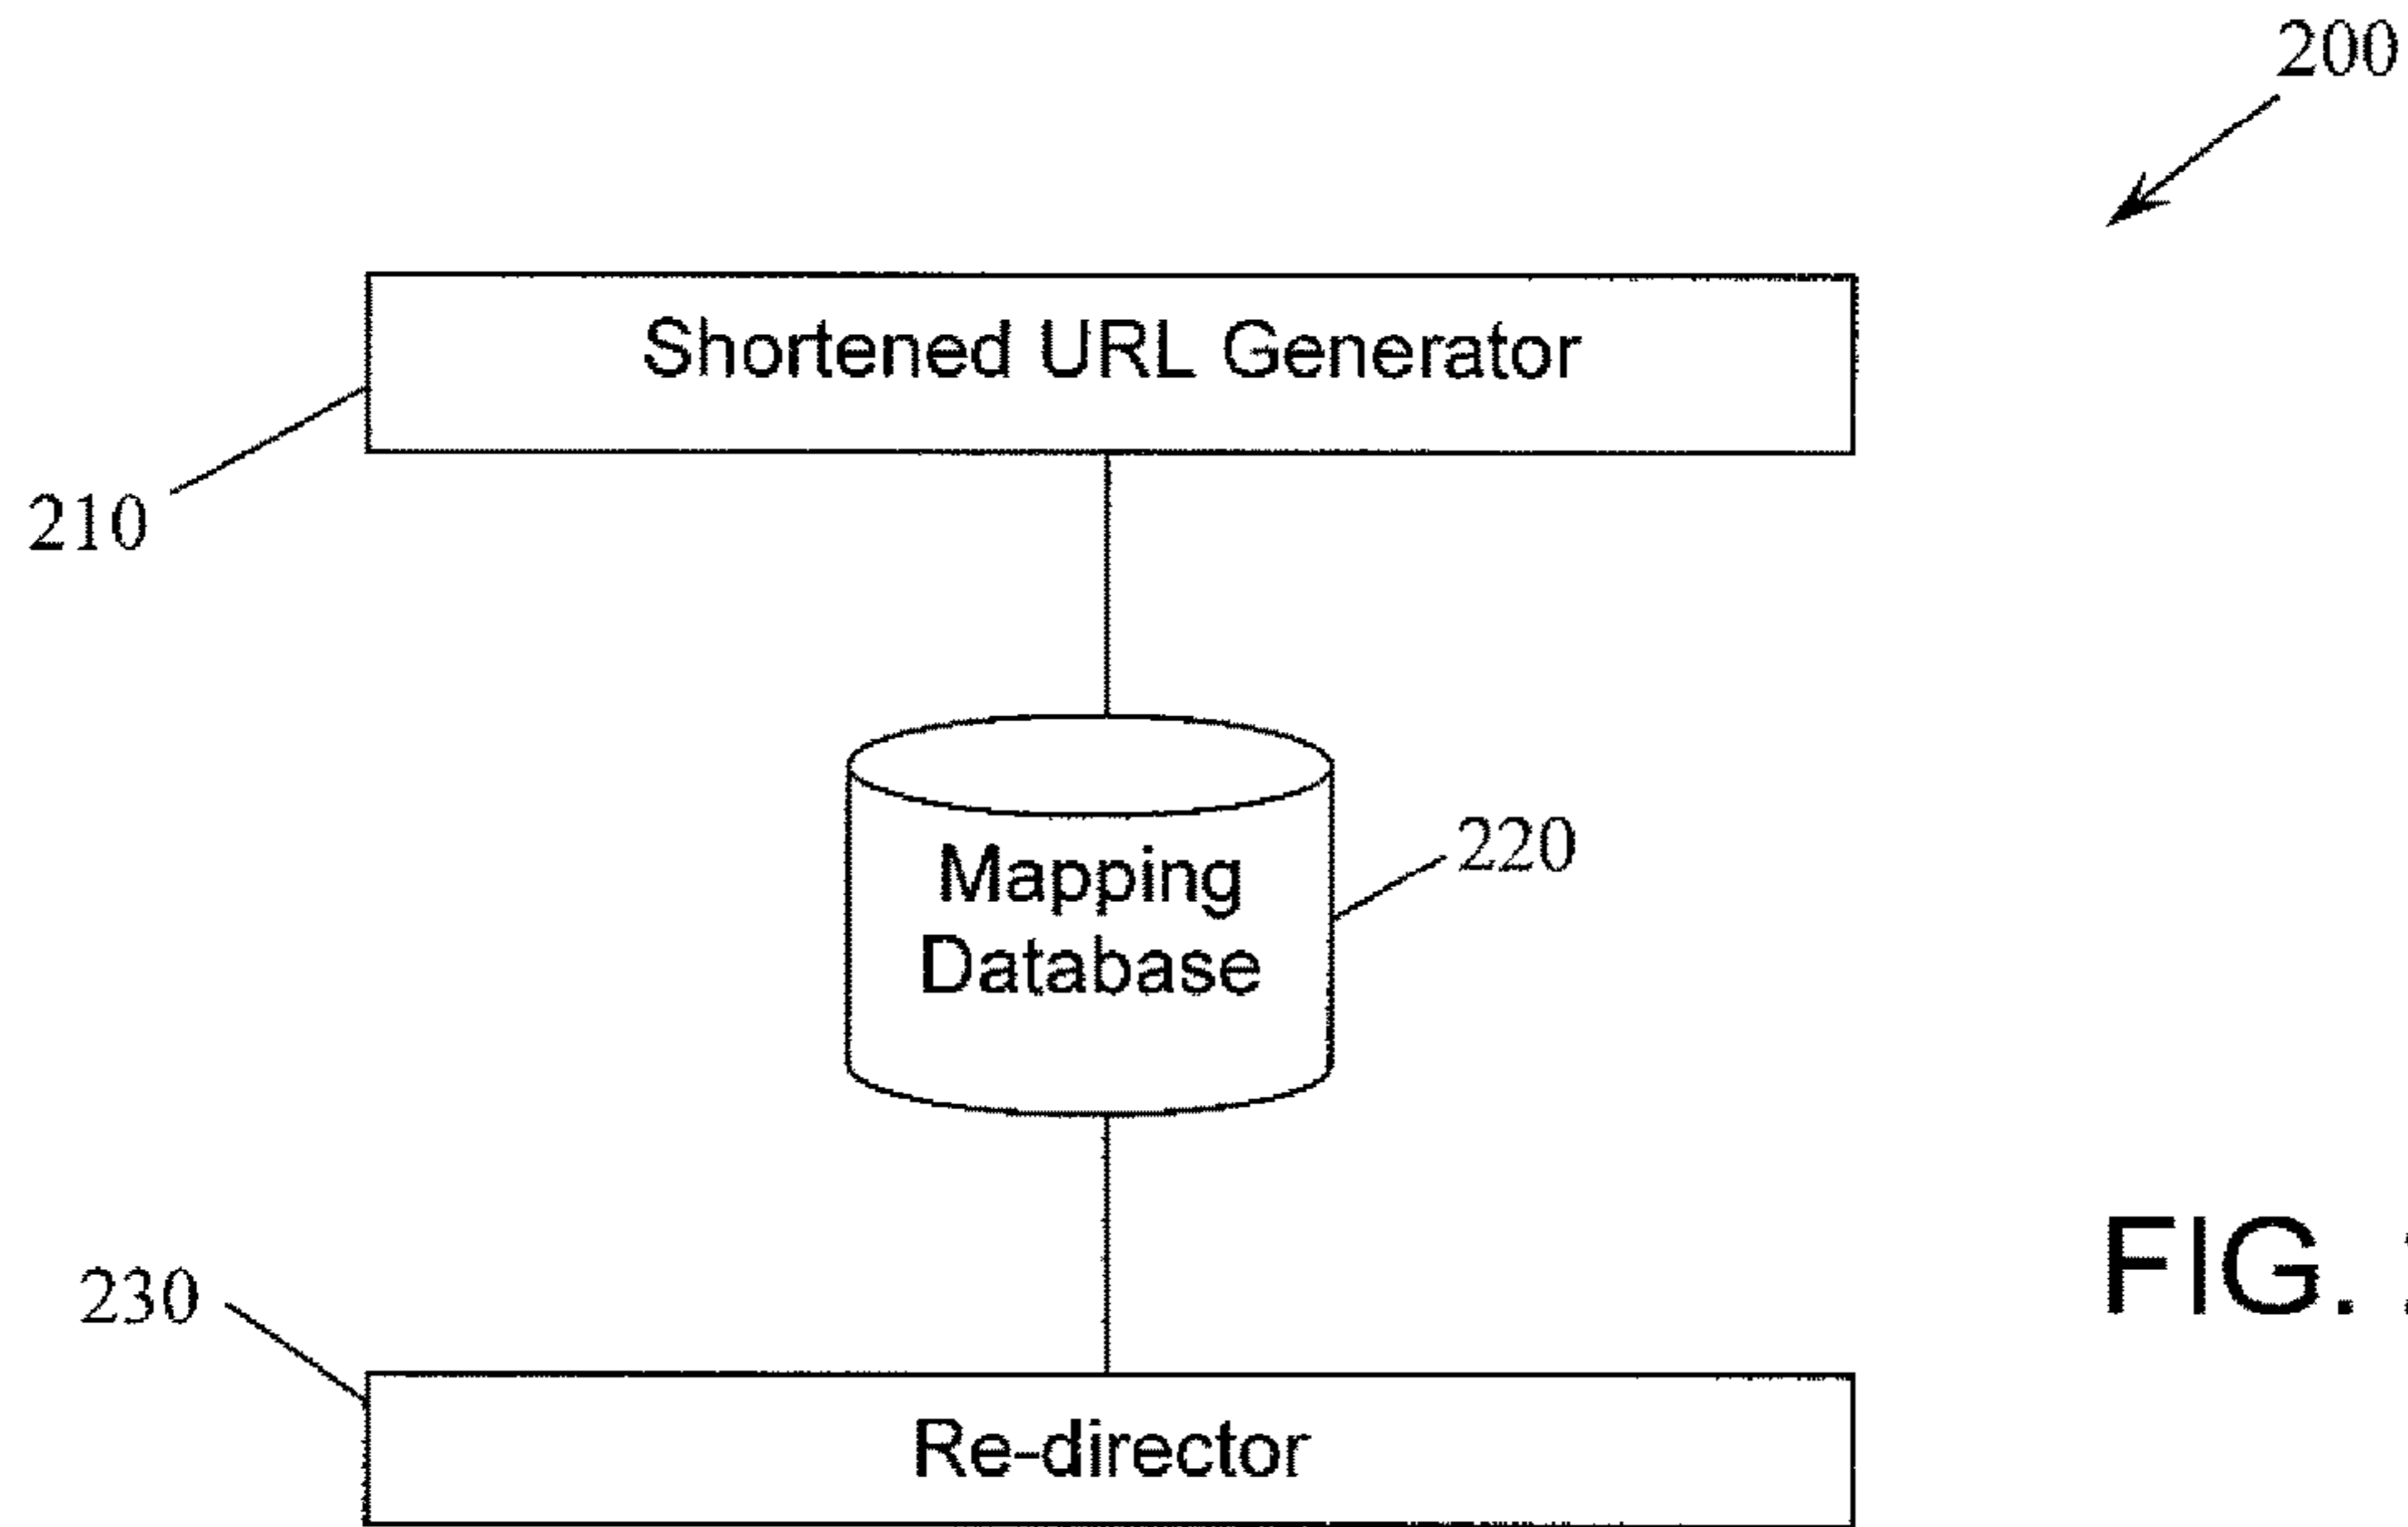 200
Shortened URL Generator
210
Mapping
Database
220
FIG.
230
Re-director